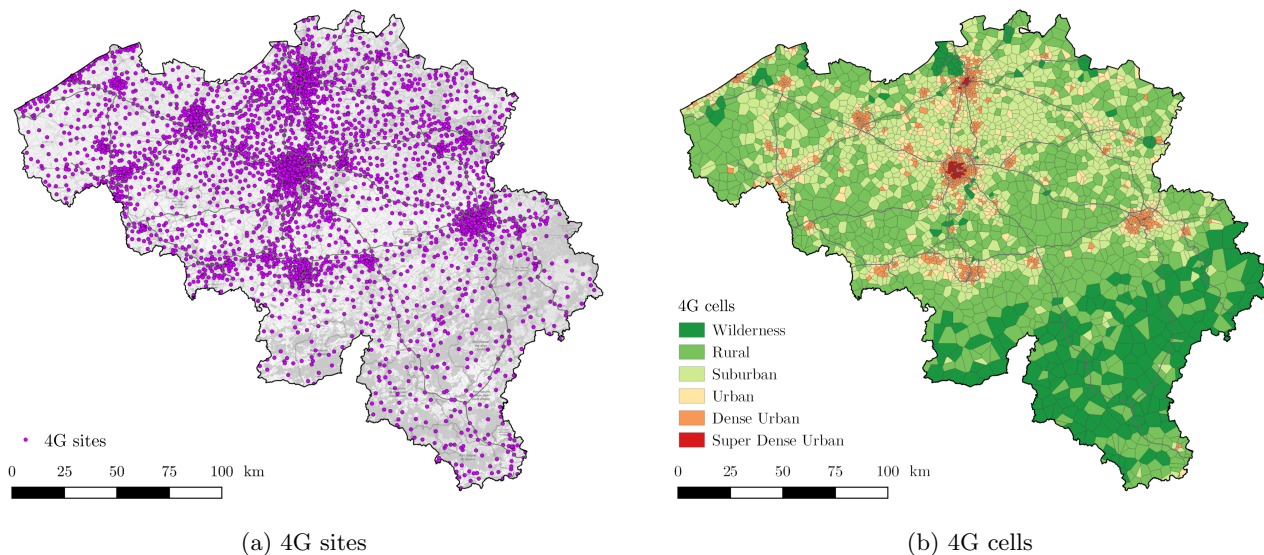 4G sites
0 25 50 75 100 km
(a) 4G sites
4G cells
Wilderness
Rural
Suburban
Urban
Dense Urban
Super Dense Urban
0 25 50 75 100 km
(b) 4G cells